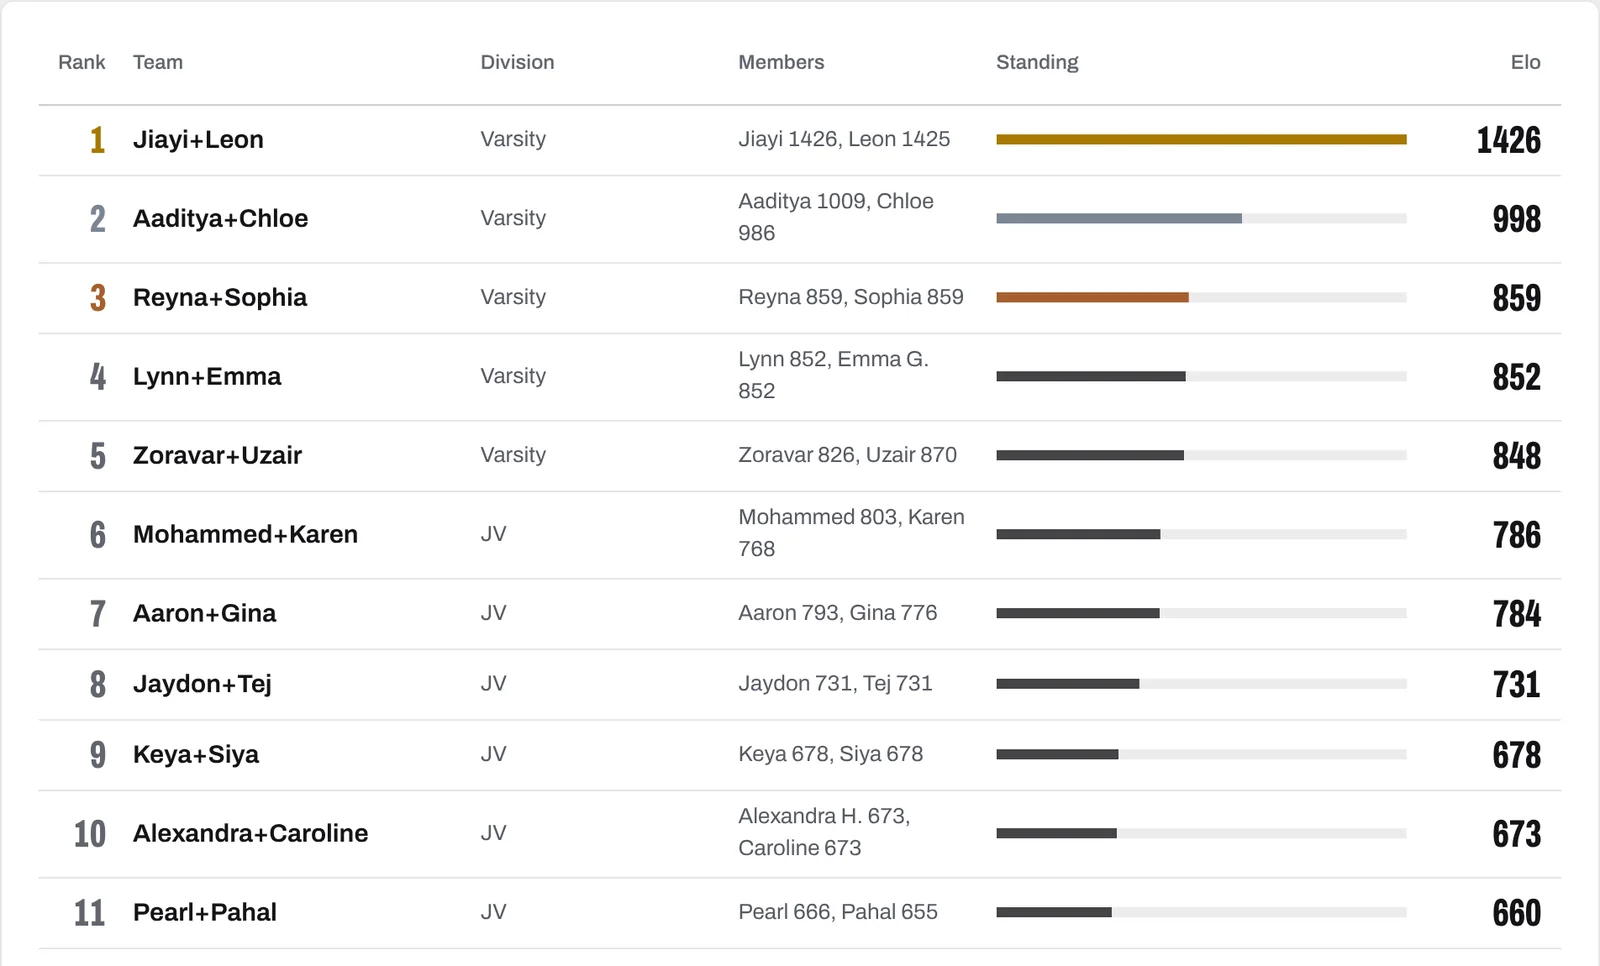 Rank Team Division Members Standing Elo
1 Jiayi+Leon Varsity Jiayi 1426, Leon 1425 1426
2 Aaditya+Chloe Varsity Aaditya 1009, Chloe
986 998
3 Reyna+Sophia Varsity Reyna 859, Sophia 859 859
4 Lynn+Emma Varsity Lynn 852, Emma G.
852 852
5 Zoravar+Uzair Varsity Zoravar 826, Uzair 870 848
6 Mohammed+Karen JV Mohammed 803, Karen
768 786
7 Aaron+Gina JV Aaron 793, Gina 776 784
8 Jaydon+Tej JV Jaydon 731, Tej 731 731
9 Keya+Siya JV Keya 678, Siya 678 678
10 Alexandra+Caroline JV Alexandra H. 673,
Caroline 673 673
11 Pearl+Pahal JV Pearl 666, Pahal 655 660